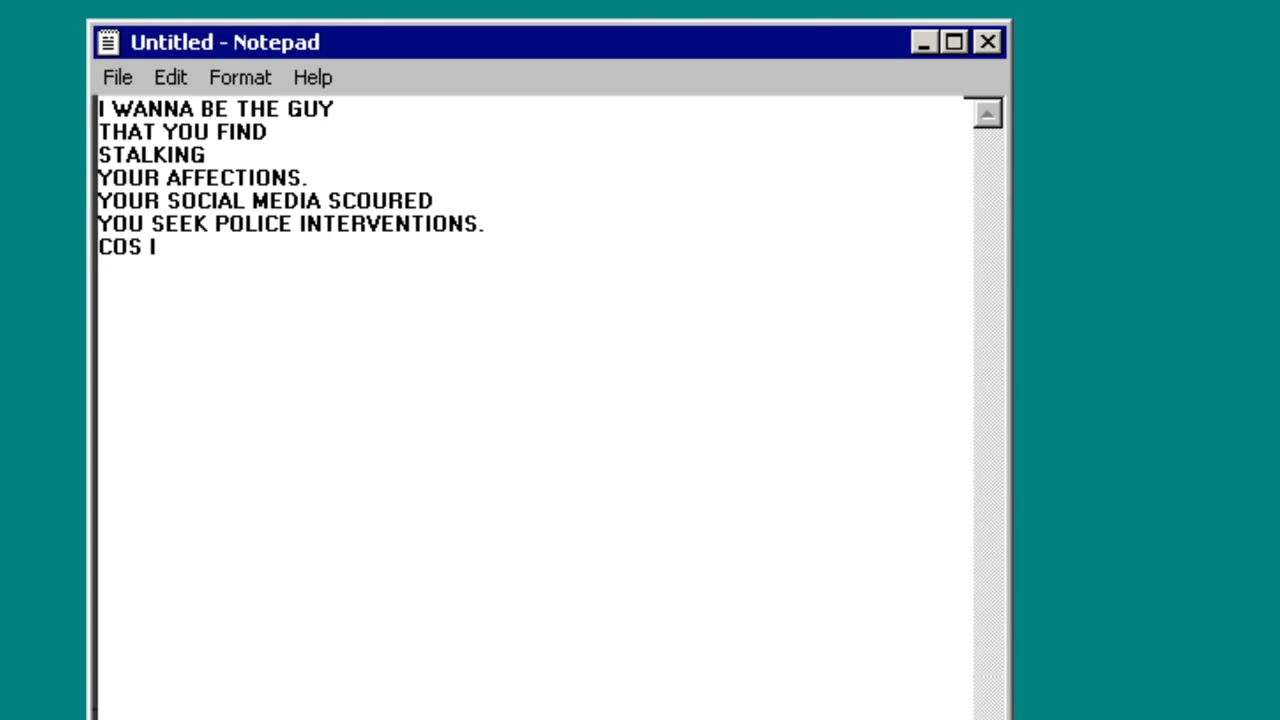 Untitled - Notepad
File Edit Format Help
I WANNA BE THE GUY
THAT YOU FIND
STALKING
YOUR AFFECTIONS.
YOUR SOCIAL MEDIA SCOURED
YOU SEEK POLICE INTERVENTIONS.
COS I